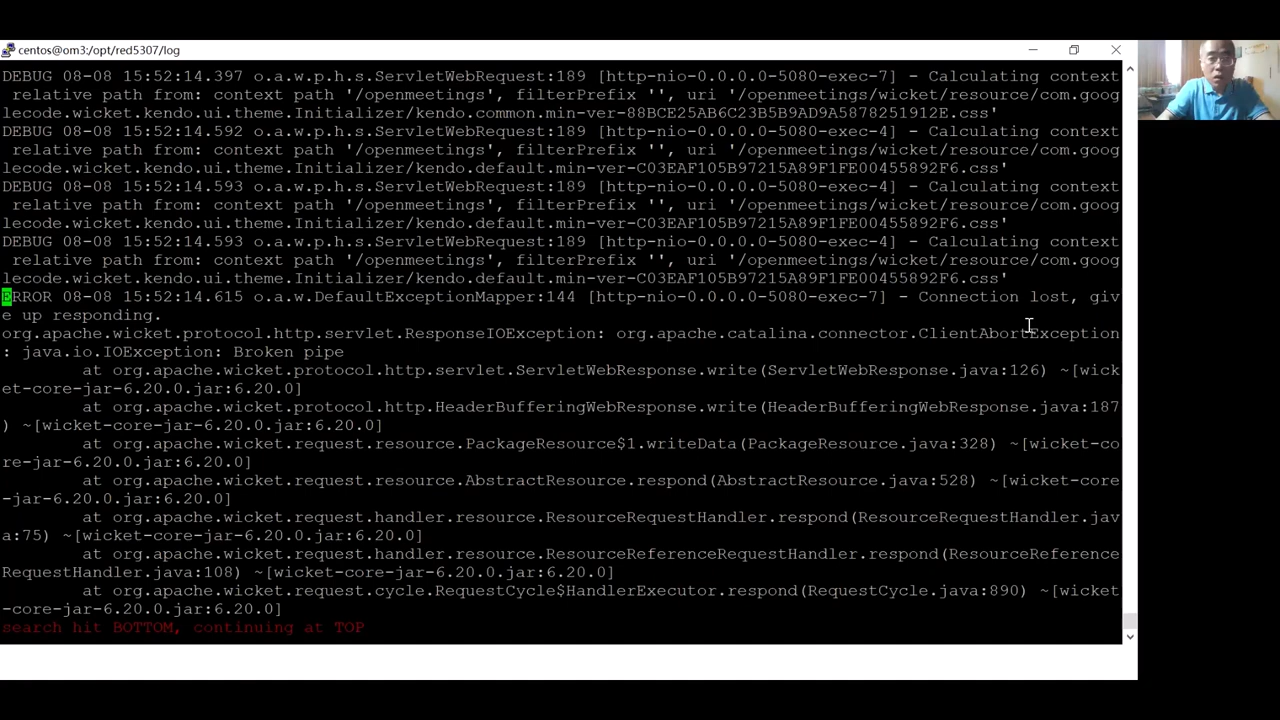 centos@om3:/opt/red5307/log
DEBUG 08-08 15:52:14.397 o.a.w.p.h.s.ServletWebRequest:189 [http-nio-0.0.0.0-5080-exec-7] - Calculating context
 relative path from: context path '/openmeetings', filterPrefix '', uri '/openmeetings/wicket/resource/com.goog
lecode.wicket.kendo.ui.theme.Initializer/kendo.common.min-ver-88BCE25AB6C23B5B9AD9A5878251912E.css'
DEBUG 08-08 15:52:14.592 o.a.w.p.h.s.ServletWebRequest:189 [http-nio-0.0.0.0-5080-exec-4] - Calculating context
 relative path from: context path '/openmeetings', filterPrefix '', uri '/openmeetings/wicket/resource/com.goog
lecode.wicket.kendo.ui.theme.Initializer/kendo.default.min-ver-C03EAF105B97215A89F1FE00455892F6.css'
DEBUG 08-08 15:52:14.593 o.a.w.p.h.s.ServletWebRequest:189 [http-nio-0.0.0.0-5080-exec-4] - Calculating context
 relative path from: context path '/openmeetings', filterPrefix '', uri '/openmeetings/wicket/resource/com.goog
lecode.wicket.kendo.ui.theme.Initializer/kendo.default.min-ver-C03EAF105B97215A89F1FE00455892F6.css'
DEBUG 08-08 15:52:14.593 o.a.w.p.h.s.ServletWebRequest:189 [http-nio-0.0.0.0-5080-exec-4] - Calculating context
 relative path from: context path '/openmeetings', filterPrefix '', uri '/openmeetings/wicket/resource/com.goog
lecode.wicket.kendo.ui.theme.Initializer/kendo.default.min-ver-C03EAF105B97215A89F1FE00455892F6.css'
ERROR 08-08 15:52:14.615 o.a.w.DefaultExceptionMapper:144 [http-nio-0.0.0.0-5080-exec-7] - Connection lost, giv
e up responding.
org.apache.wicket.protocol.http.servlet.ResponseIOException: org.apache.catalina.connector.ClientAbortException
: java.io.IOException: Broken pipe
        at org.apache.wicket.protocol.http.servlet.ServletWebResponse.write(ServletWebResponse.java:126) ~[wick
et-core-jar-6.20.0.jar:6.20.0]
        at org.apache.wicket.protocol.http.HeaderBufferingWebResponse.write(HeaderBufferingWebResponse.java:187
) ~[wicket-core-jar-6.20.0.jar:6.20.0]
        at org.apache.wicket.request.resource.PackageResource$1.writeData(PackageResource.java:328) ~[wicket-co
re-jar-6.20.0.jar:6.20.0]
        at org.apache.wicket.request.resource.AbstractResource.respond(AbstractResource.java:528) ~[wicket-core
-jar-6.20.0.jar:6.20.0]
        at org.apache.wicket.request.handler.resource.ResourceRequestHandler.respond(ResourceRequestHandler.jav
a:75) ~[wicket-core-jar-6.20.0.jar:6.20.0]
        at org.apache.wicket.request.handler.resource.ResourceReferenceRequestHandler.respond(ResourceReference
RequestHandler.java:108) ~[wicket-core-jar-6.20.0.jar:6.20.0]
        at org.apache.wicket.request.cycle.RequestCycle$HandlerExecutor.respond(RequestCycle.java:890) ~[wicket
-core-jar-6.20.0.jar:6.20.0]
search hit BOTTOM, continuing at TOP